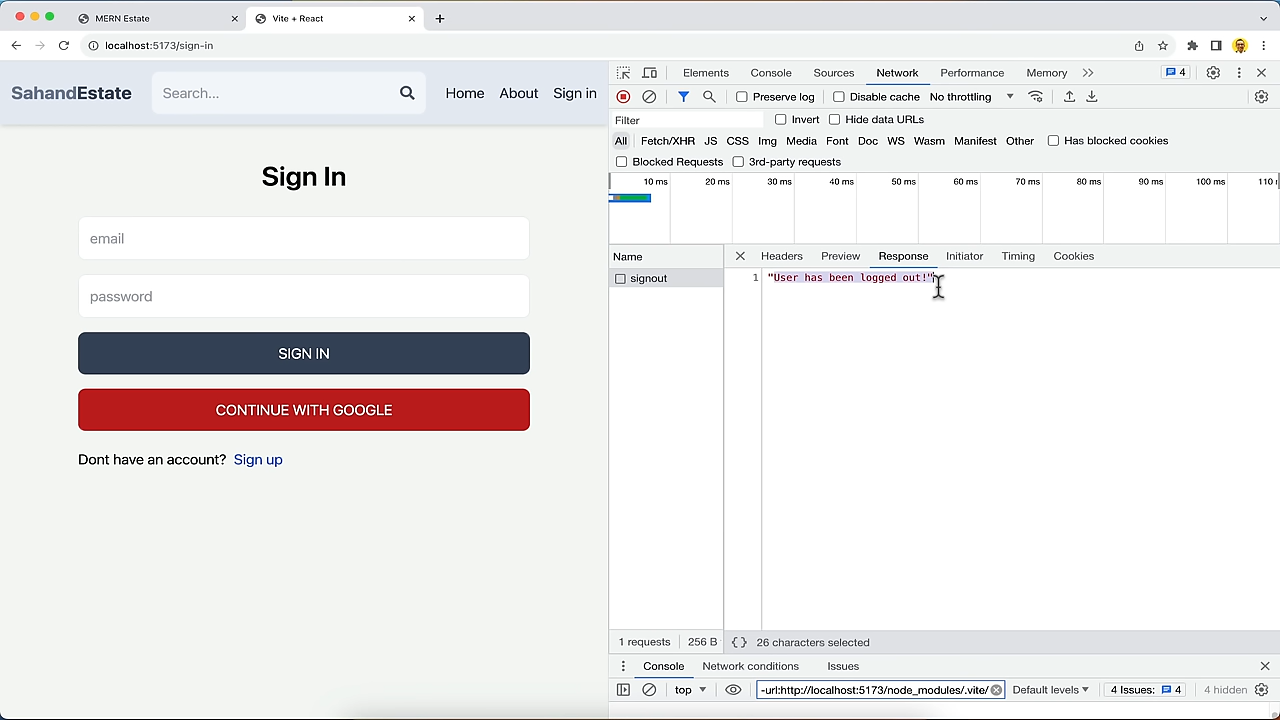 MERN Estate
Vite + React
localhost:5173/sign-in
SahandEstate
Search...
Home
About
Sign in
Sign In
email
password
SIGN IN
CONTINUE WITH GOOGLE
Dont have an account? Sign up
Elements
Console
Sources
Network
Performance
Memory
4
Preserve log
Disable cache
No throttling
Filter
Invert
Hide data URLs
All
Fetch/XHR
JS
CSS
Img
Media
Font
Doc
WS
Wasm
Manifest
Other
Has blocked cookies
Blocked Requests
3rd-party requests
10 ms
20 ms
30 ms
40 ms
50 ms
60 ms
70 ms
80 ms
90 ms
100 ms
110
Name
Headers
Preview
Response
Initiator
Timing
Cookies
signout
1 "User has been logged out!"
1 requests
256 B
{} 26 characters selected
Console
Network conditions
Issues
top
-url:http://localhost:5173/node_modules/.vite/
Default levels
4 Issues: 4
4 hidden